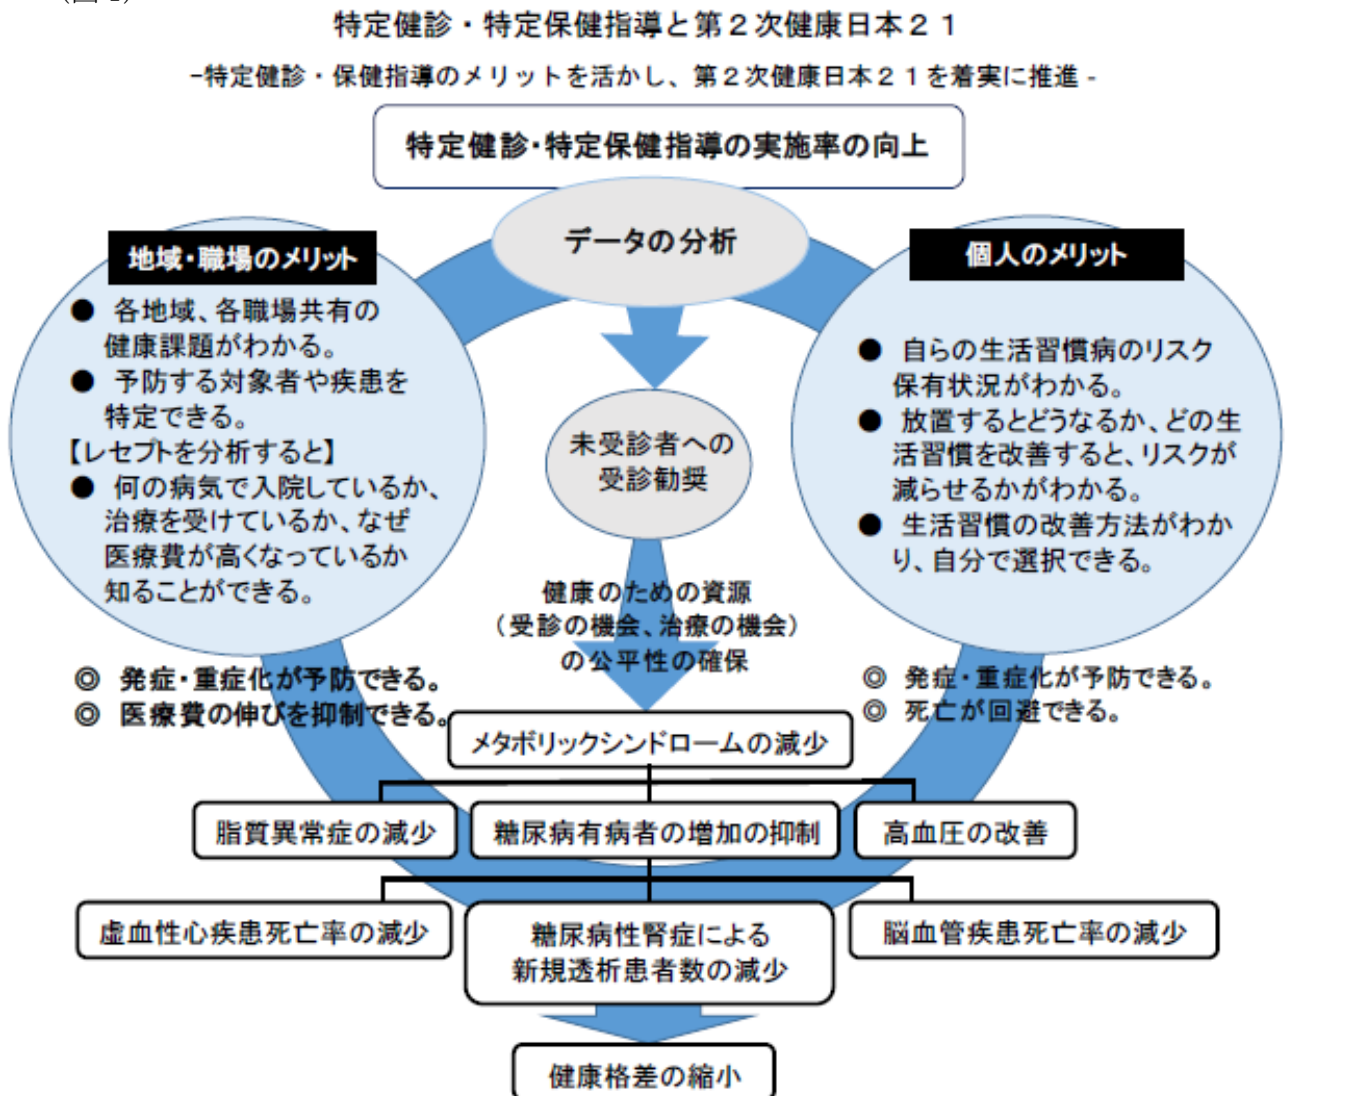 特定健診・特定保健指導と第２次健康日本２１
-特定健診・保健指導のメリットを活かし、第２次健康日本２１を着実に推進 -
特定健診・特定保健指導の実施率の向上
データの分析
地域・職場のメリット
● 各地域、各職場共有の
健康課題がわかる。
● 予防する対象者や疾患を
特定できる。
【レセプトを分析すると】
● 何の病気で入院しているか、
治療を受けているか、なぜ
医療費が高くなっているか
知ることができる。
◎ 発症・重症化が予防できる。
◎ 医療費の伸びを抑制できる。
未受診者への
受診勧奨
健康のための資源
（受診の機会、治療の機会）
の公平性の確保
個人のメリット
● 自らの生活習慣病のリスク
保有状況がわかる。
● 放置するとどうなるか、どの生
活習慣を改善すると、リスクが
減らせるかがわかる。
● 生活習慣の改善方法がわか
り、自分で選択できる。
◎ 発症・重症化が予防できる。
◎ 死亡が回避できる。
メタボリックシンドロームの減少
脂質異常症の減少
糖尿病有病者の増加の抑制
高血圧の改善
虚血性心疾患死亡率の減少
糖尿病性腎症による
新規透析患者数の減少
脳血管疾患死亡率の減少
健康格差の縮小